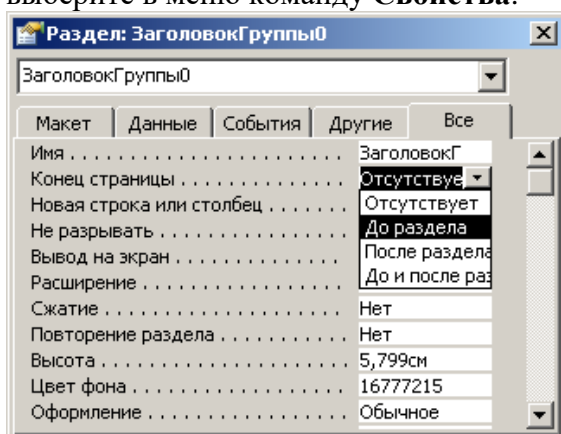 выберите в меню команду Свойства.
Раздел: ЗаголовокГруппы0
ЗаголовокГруппы0
Макет Данные События Другие Все
Имя . . . . . . . . . . . . . . . . . . . . . . . ЗаголовокГ
Конец страницы . . . . . . . . . . . . . . Отсутствуе
Новая строка или столбец . . . . . . . Отсутствует
Не разрывать . . . . . . . . . . . . . . . . До раздела
Вывод на экран . . . . . . . . . . . . . . После раздела
Расширение . . . . . . . . . . . . . . . . . До и после раз
Сжатие . . . . . . . . . . . . . . . . . . . . Нет
Повторение раздела . . . . . . . . . . . Нет
Высота . . . . . . . . . . . . . . . . . . . . 5,799см
Цвет фона . . . . . . . . . . . . . . . . . . 16777215
Оформление . . . . . . . . . . . . . . . . . Обычное